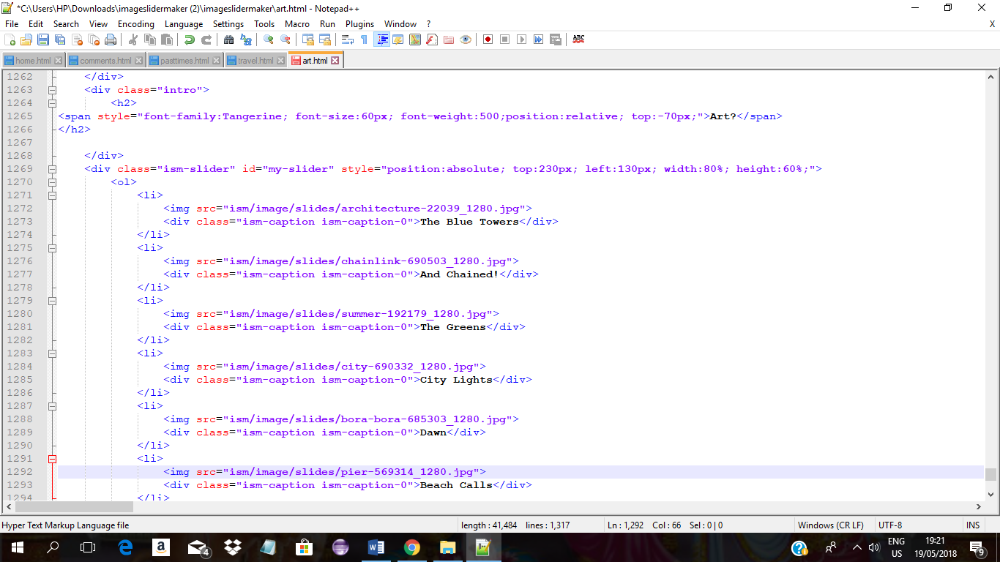 *C:\Users\HP\Downloads\imageslidermaker (2)\imageslidermaker\art.html - Notepad++
File Edit Search View Encoding Language Settings Tools Macro Run Plugins Window ? X
ABC
home.html comments.html pasttimes.html travel.html art.html
1262 </div>
1263 <div class="intro">
1264 <h2>
1265 <span style="font-family:Tangerine; font-size:60px; font-weight:500;position:relative; top:-70px;">Art?</span>
1266 </h2>
1267
1268 </div>
1269 <div class="ism-slider" id="my-slider" style="position:absolute; top:230px; left:130px; width:80%; height:60%;">
1270 <ol>
1271 <li>
1272 <img src="ism/image/slides/architecture-22039_1280.jpg">
1273 <div class="ism-caption ism-caption-0">The Blue Towers</div>
1274 </li>
1275 <li>
1276 <img src="ism/image/slides/chainlink-690503_1280.jpg">
1277 <div class="ism-caption ism-caption-0">And Chained!</div>
1278 </li>
1279 <li>
1280 <img src="ism/image/slides/summer-192179_1280.jpg">
1281 <div class="ism-caption ism-caption-0">The Greens</div>
1282 </li>
1283 <li>
1284 <img src="ism/image/slides/city-690332_1280.jpg">
1285 <div class="ism-caption ism-caption-0">City Lights</div>
1286 </li>
1287 <li>
1288 <img src="ism/image/slides/bora-bora-685303_1280.jpg">
1289 <div class="ism-caption ism-caption-0">Dawn</div>
1290 </li>
1291 <li>
1292 <img src="ism/image/slides/pier-569314_1280.jpg">
1293 <div class="ism-caption ism-caption-0">Beach Calls</div>
1294 </li>
Hyper Text Markup Language file length : 41,484 lines : 1,317 Ln : 1,292 Col : 66 Sel : 0 | 0 Windows (CR LF) UTF-8 INS
4 ENG 19:21
US 19/05/2018 9